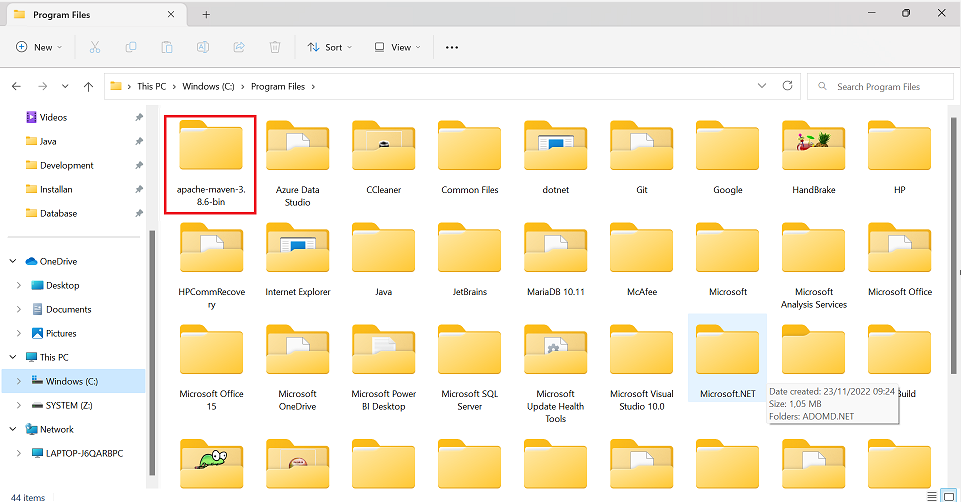 Program Files
New
Sort
View
This PC
Windows (C:)
Program Files
Search Program Files
Videos
Java
Development
Installan
Database
OneDrive
Desktop
Documents
Pictures
This PC
Windows (C:)
SYSTEM (Z:)
Network
LAPTOP-J6QARBPC
apache-maven-3.
8.6-bin
Azure Data
Studio
CCleaner
Common Files
dotnet
Git
Google
HandBrake
HP
HPCommRecove
ry
Internet Explorer
Java
JetBrains
MariaDB 10.11
McAfee
Microsoft
Microsoft
Analysis Services
Microsoft Office
Microsoft Office
15
Microsoft
OneDrive
Microsoft Power
BI Desktop
Microsoft SQL
Server
Microsoft
Update Health
Tools
Microsoft Visual
Studio 10.0
Microsoft.NET
Build
Date created: 23/11/2022 09:24
Size: 1,05 MB
Folders: ADOMD.NET
44 items